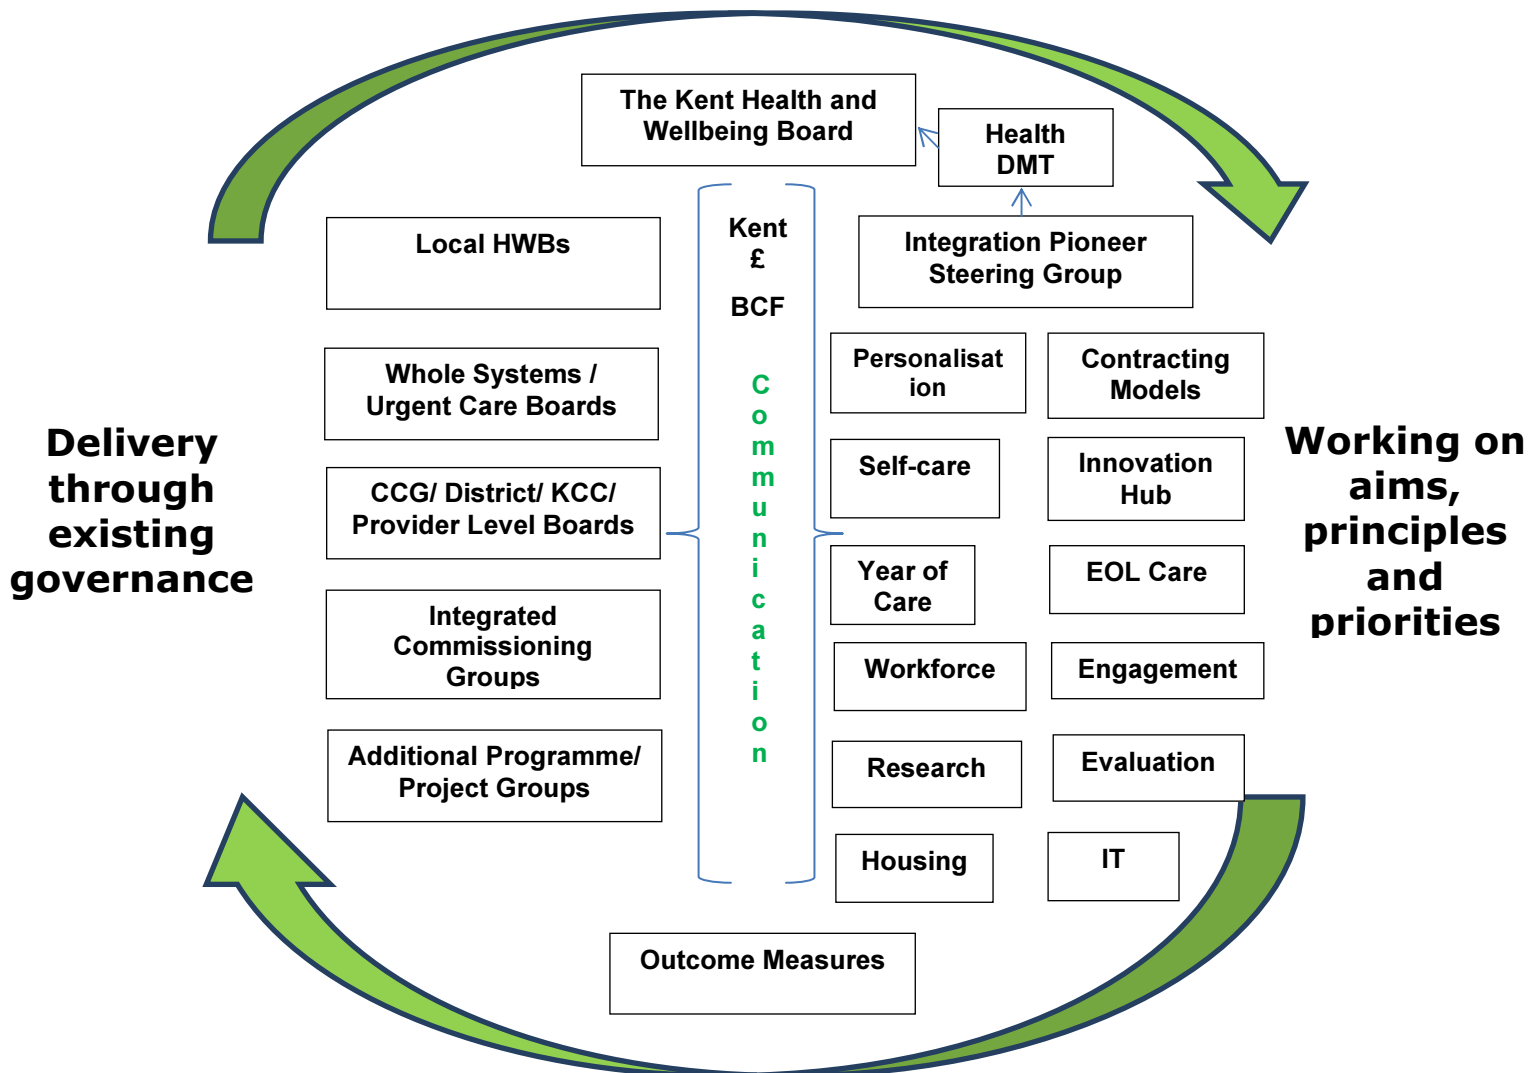 The Kent Health and
Wellbeing Board
Health
DMT
Integration Pioneer
Steering Group
Delivery
through
existing
governance
Local HWBs
Whole Systems /
Urgent Care Boards
CCG/ District/ KCC/
Provider Level Boards
Integrated
Commissioning
Groups
Additional Programme/
Project Groups
Kent
£
BCF
C
o
m
m
u
n
i
c
a
t
i
o
n
Personalisat
ion
Contracting
Models
Self-care
Innovation
Hub
Year of
Care
EOL Care
Workforce
Engagement
Research
Evaluation
Housing
IT
Working on
aims,
principles
and
priorities
Outcome Measures